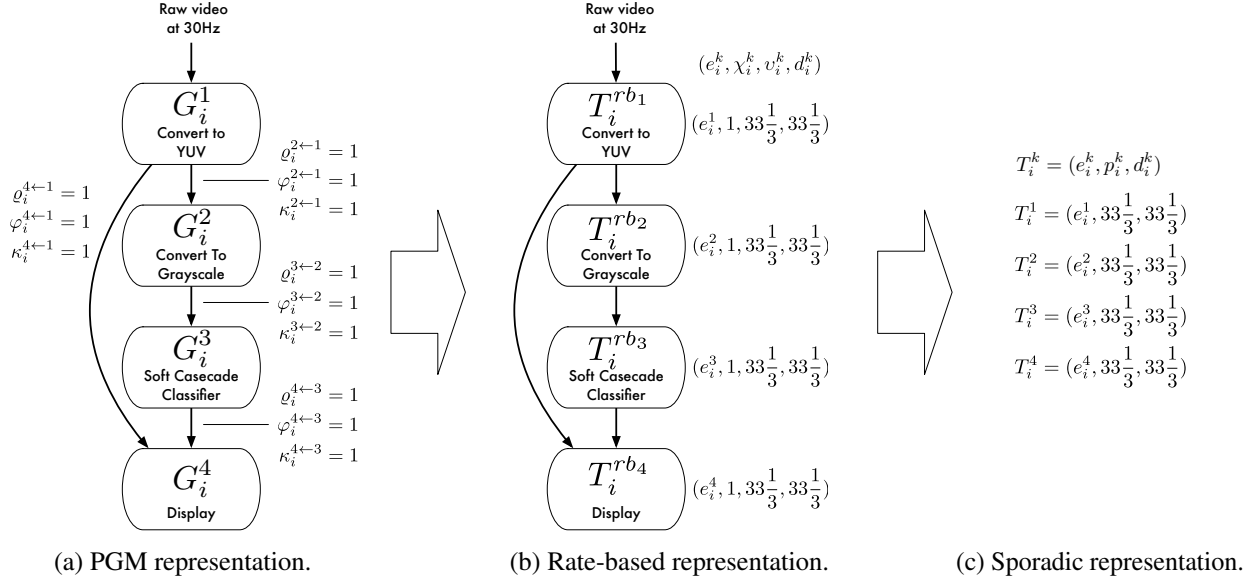 Raw video
at 30Hz
G_i^1
Convert to
YUV
ϱ_i^{2←1} = 1
φ_i^{2←1} = 1
κ_i^{2←1} = 1
ϱ_i^{4←1} = 1
φ_i^{4←1} = 1
κ_i^{4←1} = 1
G_i^2
Convert To
Grayscale
ϱ_i^{3←2} = 1
φ_i^{3←2} = 1
κ_i^{3←2} = 1
G_i^3
Soft Casecade
Classifier
ϱ_i^{4←3} = 1
φ_i^{4←3} = 1
κ_i^{4←3} = 1
G_i^4
Display
(a) PGM representation.
Raw video
at 30Hz
(e_i^k, χ_i^k, υ_i^k, d_i^k)
T_i^{rb_1}
Convert to
YUV
(e_i^1, 1, 33 1/3, 33 1/3)
T_i^{rb_2}
Convert To
Grayscale
(e_i^2, 1, 33 1/3, 33 1/3)
T_i^{rb_3}
Soft Casecade
Classifier
(e_i^3, 1, 33 1/3, 33 1/3)
T_i^{rb_4}
Display
(e_i^4, 1, 33 1/3, 33 1/3)
(b) Rate-based representation.
T_i^k = (e_i^k, p_i^k, d_i^k)
T_i^1 = (e_i^1, 33 1/3, 33 1/3)
T_i^2 = (e_i^2, 33 1/3, 33 1/3)
T_i^3 = (e_i^3, 33 1/3, 33 1/3)
T_i^4 = (e_i^4, 33 1/3, 33 1/3)
(c) Sporadic representation.